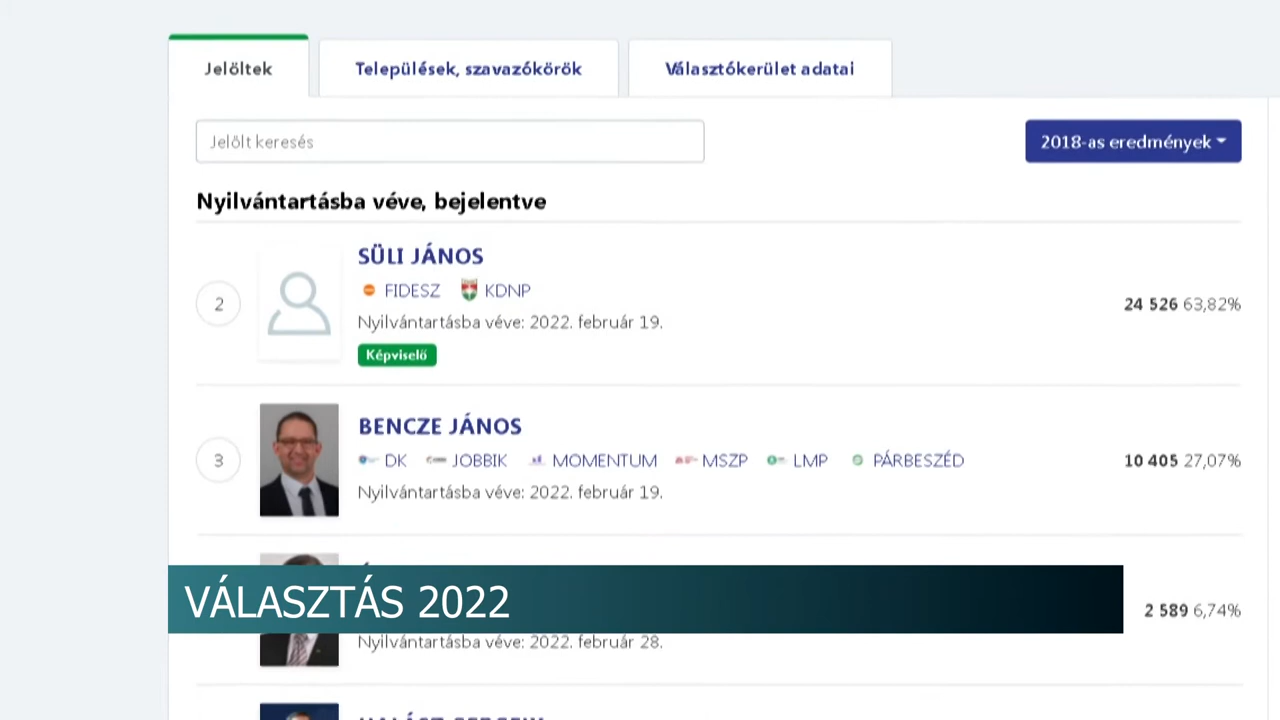 Jelöltek
Települések, szavazókörök
Választókerület adatai
Jelölt keresés
2018-as eredmények
Nyilvántartásba véve, bejelentve
2
SÜLI JÁNOS
FIDESZ KDNP
Nyilvántartásba véve: 2022. február 19.
Képviselő
24 526 63,82%
3
BENCZE JÁNOS
DK JOBBIK MOMENTUM MSZP LMP PÁRBESZÉD
Nyilvántartásba véve: 2022. február 19.
10 405 27,07%
VÁLASZTÁS 2022
2 589 6,74%
Nyilvántartásba véve: 2022. február 28.